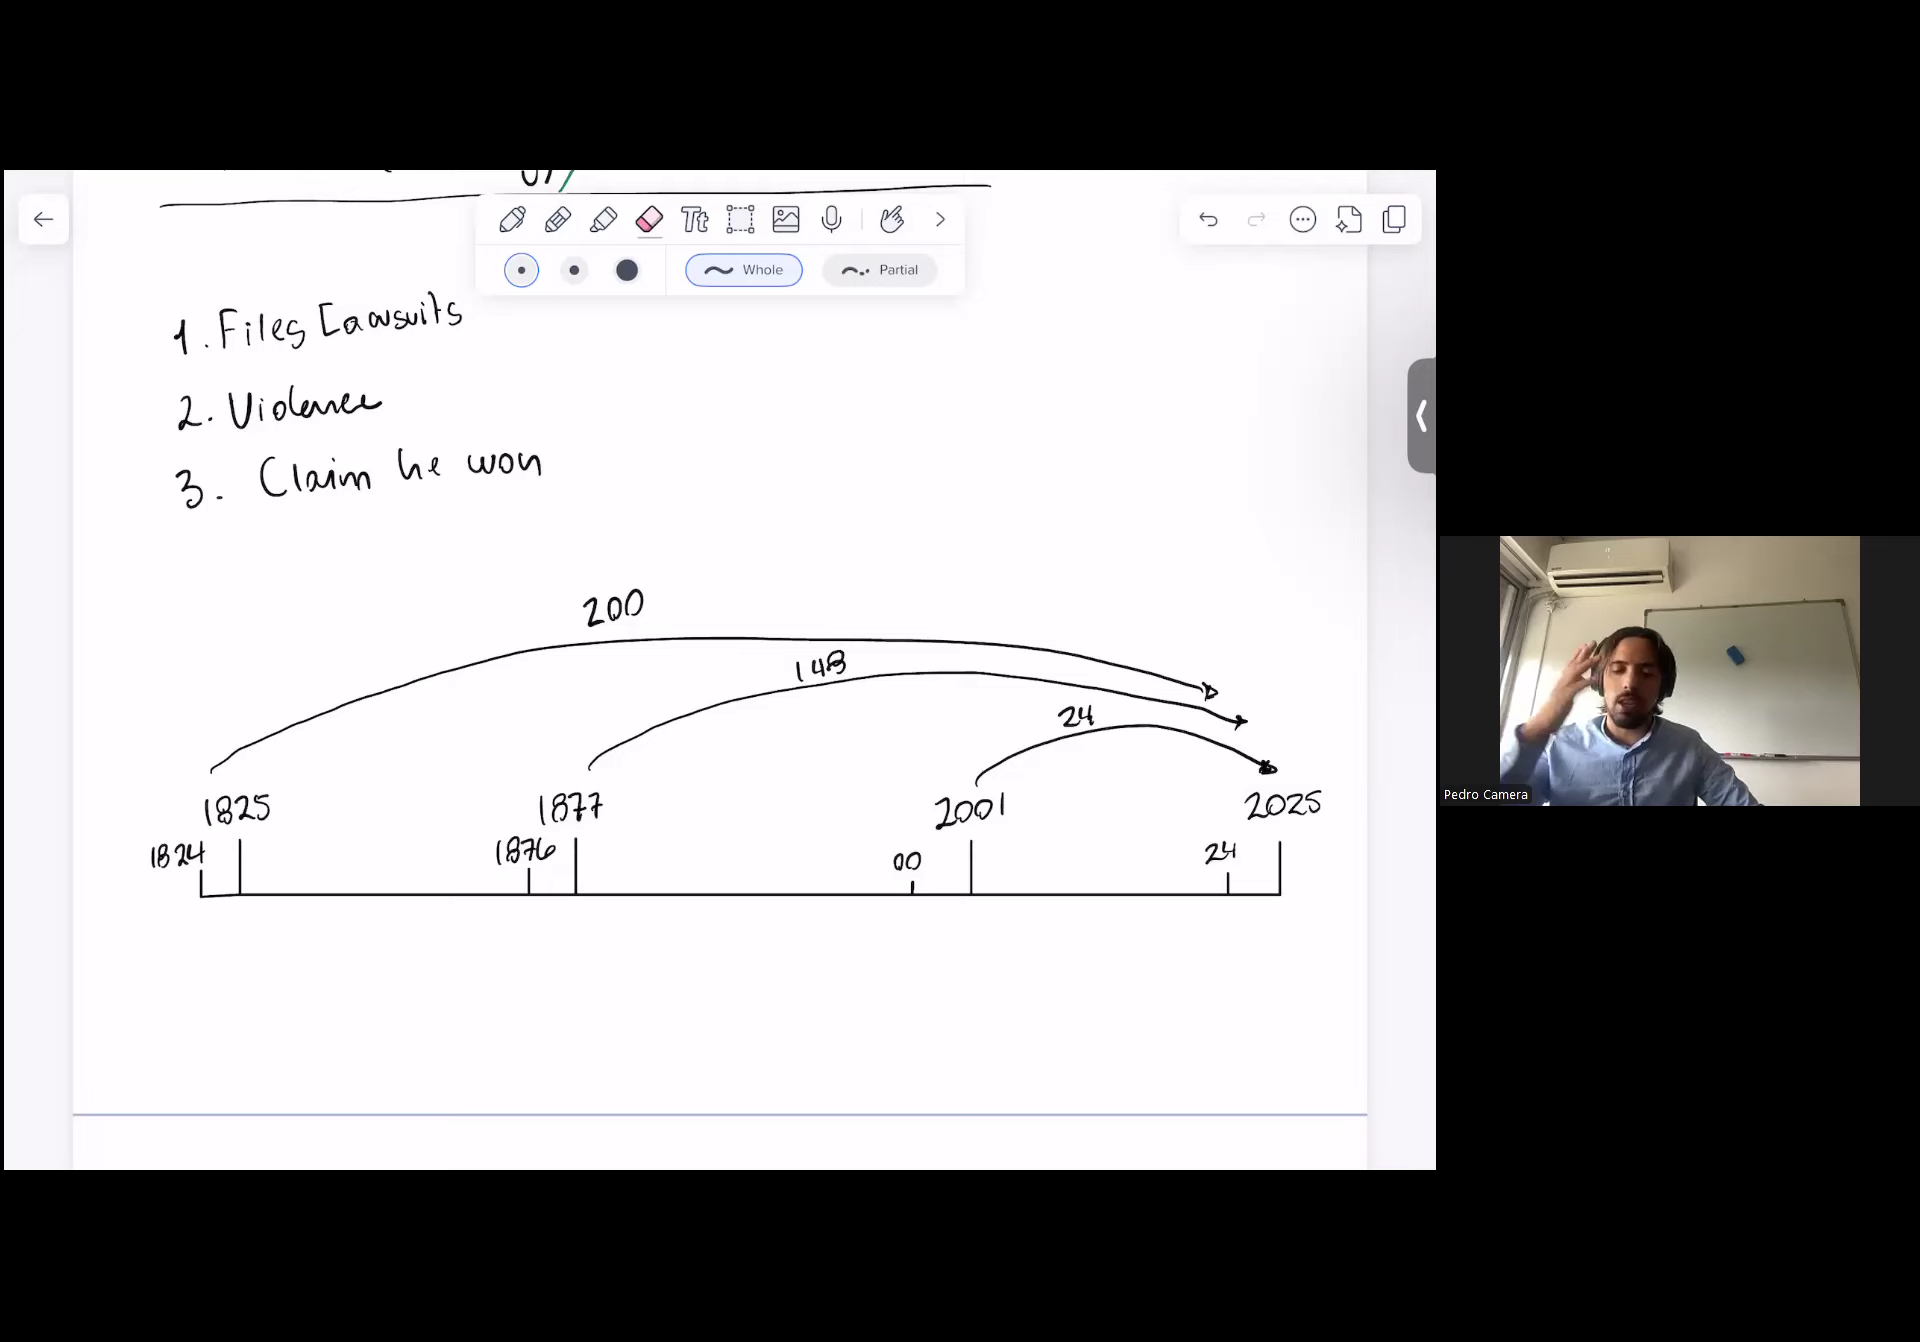 Tt
Whole
Partial
1. Files Lawsuits
2. Violence
3. Claim he won
200
148
24
1825
1877
2001
2025
1824
1876
00
24
Pedro Camera